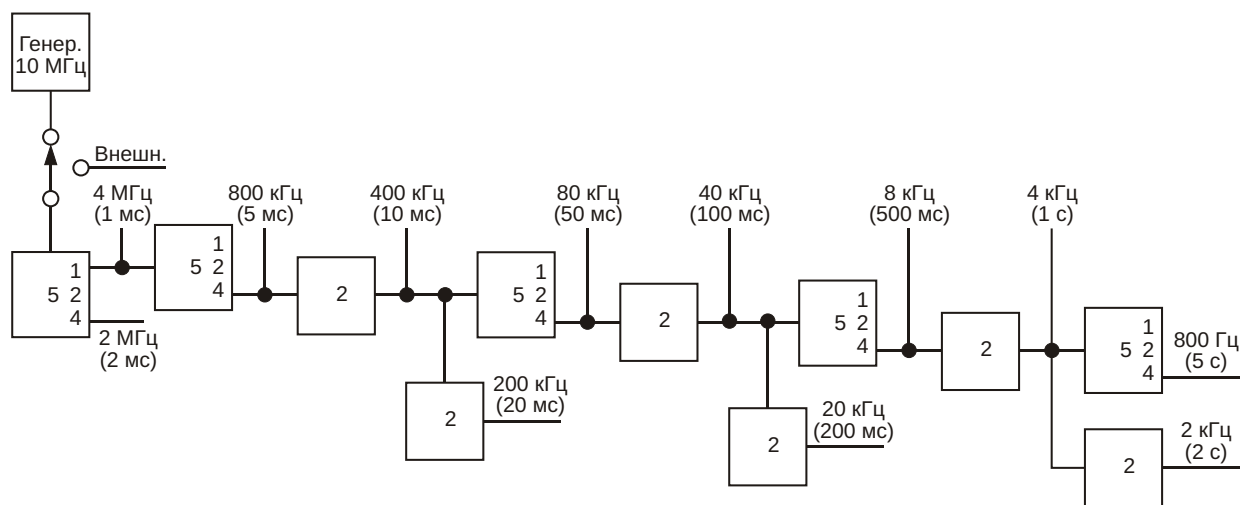 Генер.
10 МГц
Внешн.
4 МГц
(1 мс)
800 кГц
(5 мс)
400 кГц
(10 мс)
80 кГц
(50 мс)
40 кГц
(100 мс)
8 кГц
(500 мс)
4 кГц
(1 с)
1
5 2
4
2 МГц
(2 мс)
1
5 2
4
2
1
5 2
4
2
1
5 2
4
2
1
5 2
4
800 Гц
(5 с)
2
200 кГц
(20 мс)
2
20 кГц
(200 мс)
2
2 кГц
(2 с)